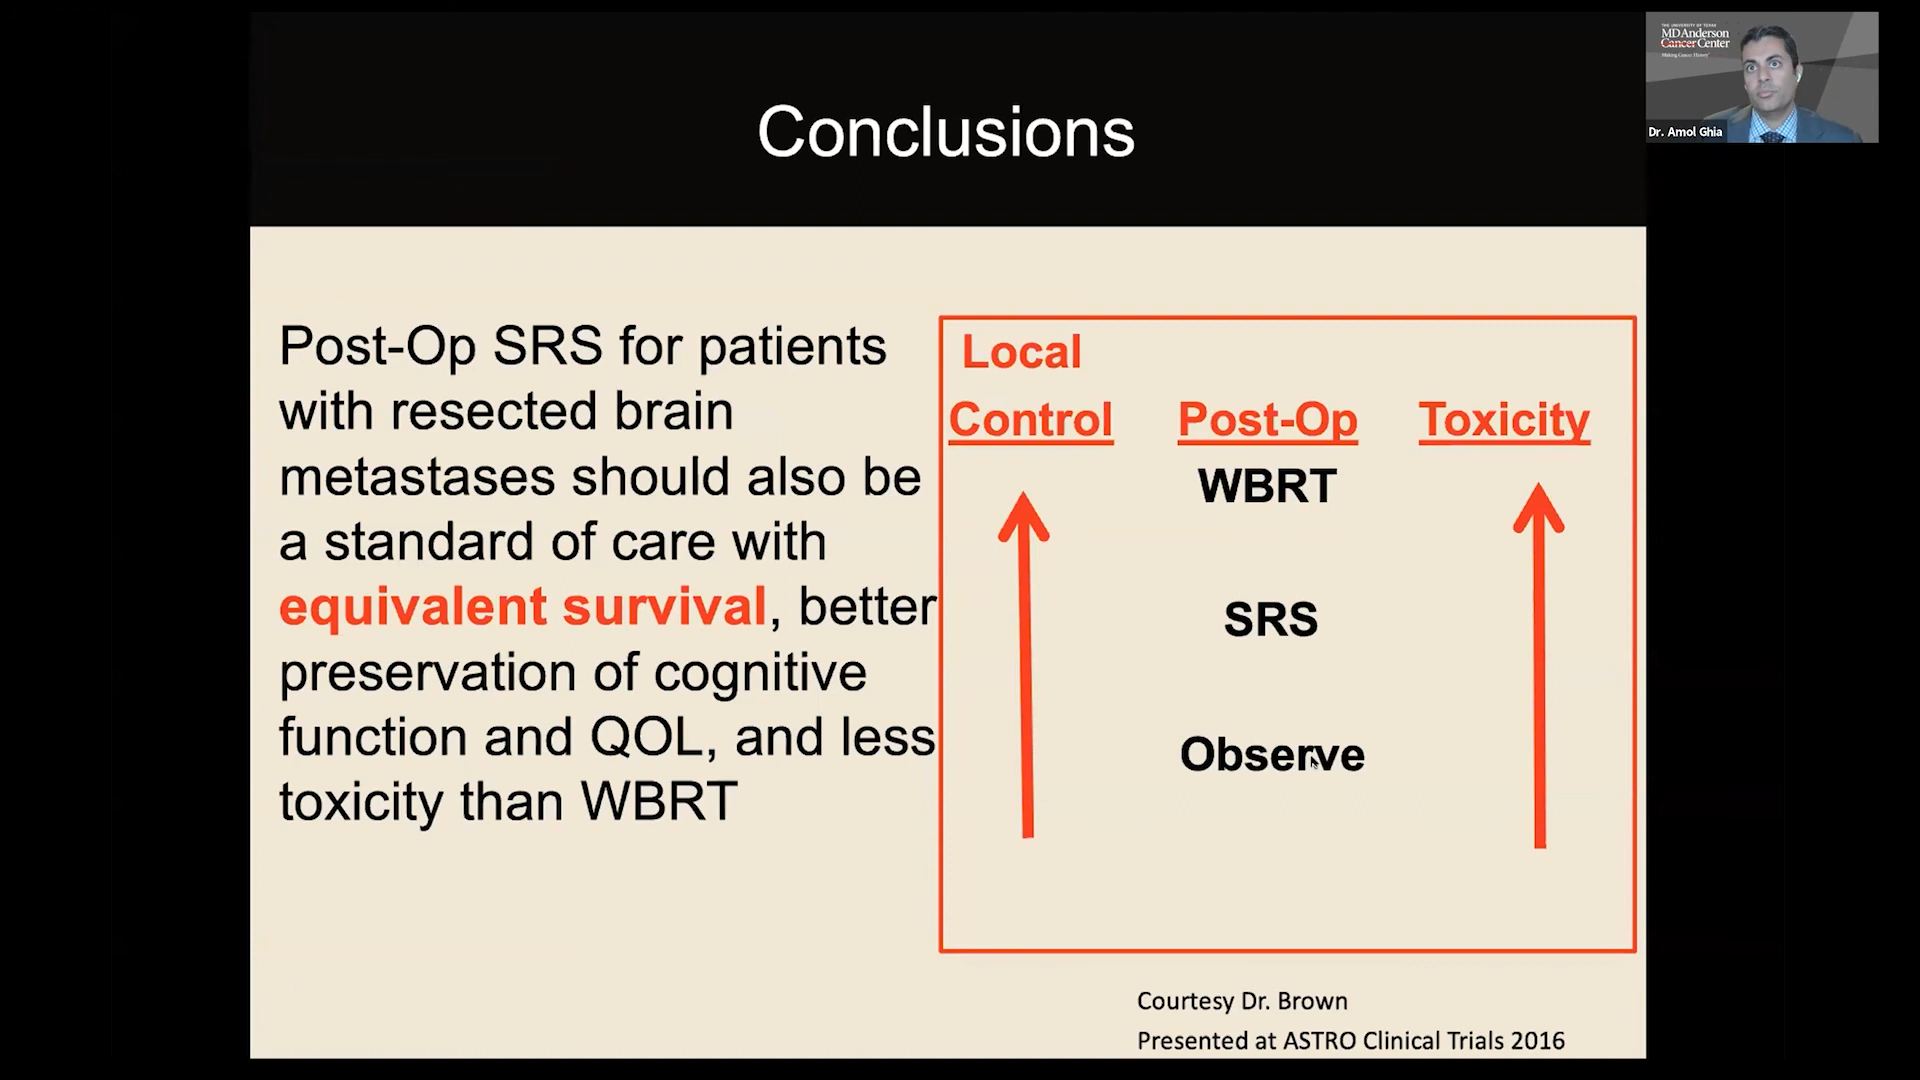 Conclusions
THE UNIVERSITY OF TEXAS
MD Anderson
Cancer Center
Making Cancer History
Dr. Amol Ghia
Post-Op SRS for patients
with resected brain
metastases should also be
a standard of care with
equivalent survival, better
preservation of cognitive
function and QOL, and less
toxicity than WBRT
Local
Control Post-Op Toxicity
WBRT
SRS
Observe
Courtesy Dr. Brown
Presented at ASTRO Clinical Trials 2016